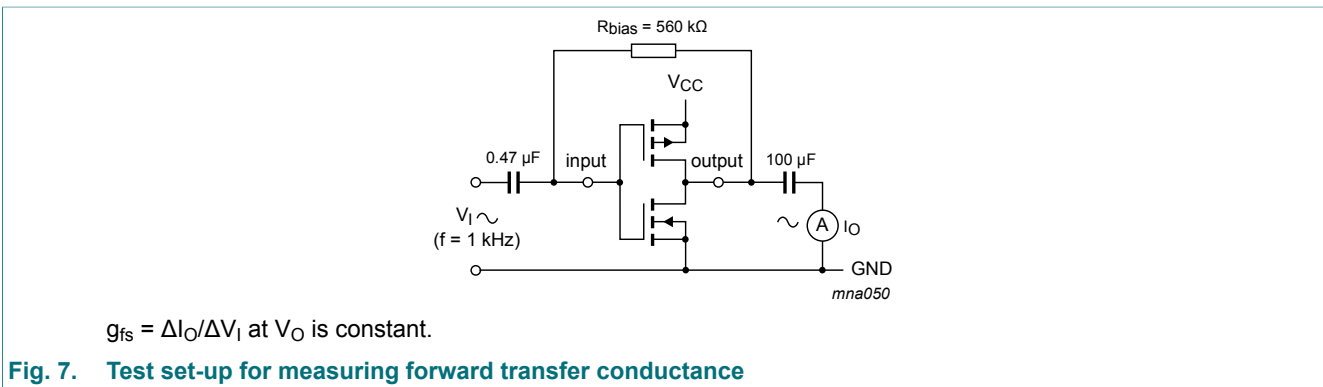 Rbias = 560 kΩ
VCC
0.47 µF
input
output
100 µF
VI
A
IO
(f = 1 kHz)
GND
mna050
gfs = ΔIO/ΔVI at VO is constant.
Fig. 7. Test set-up for measuring forward transfer conductance